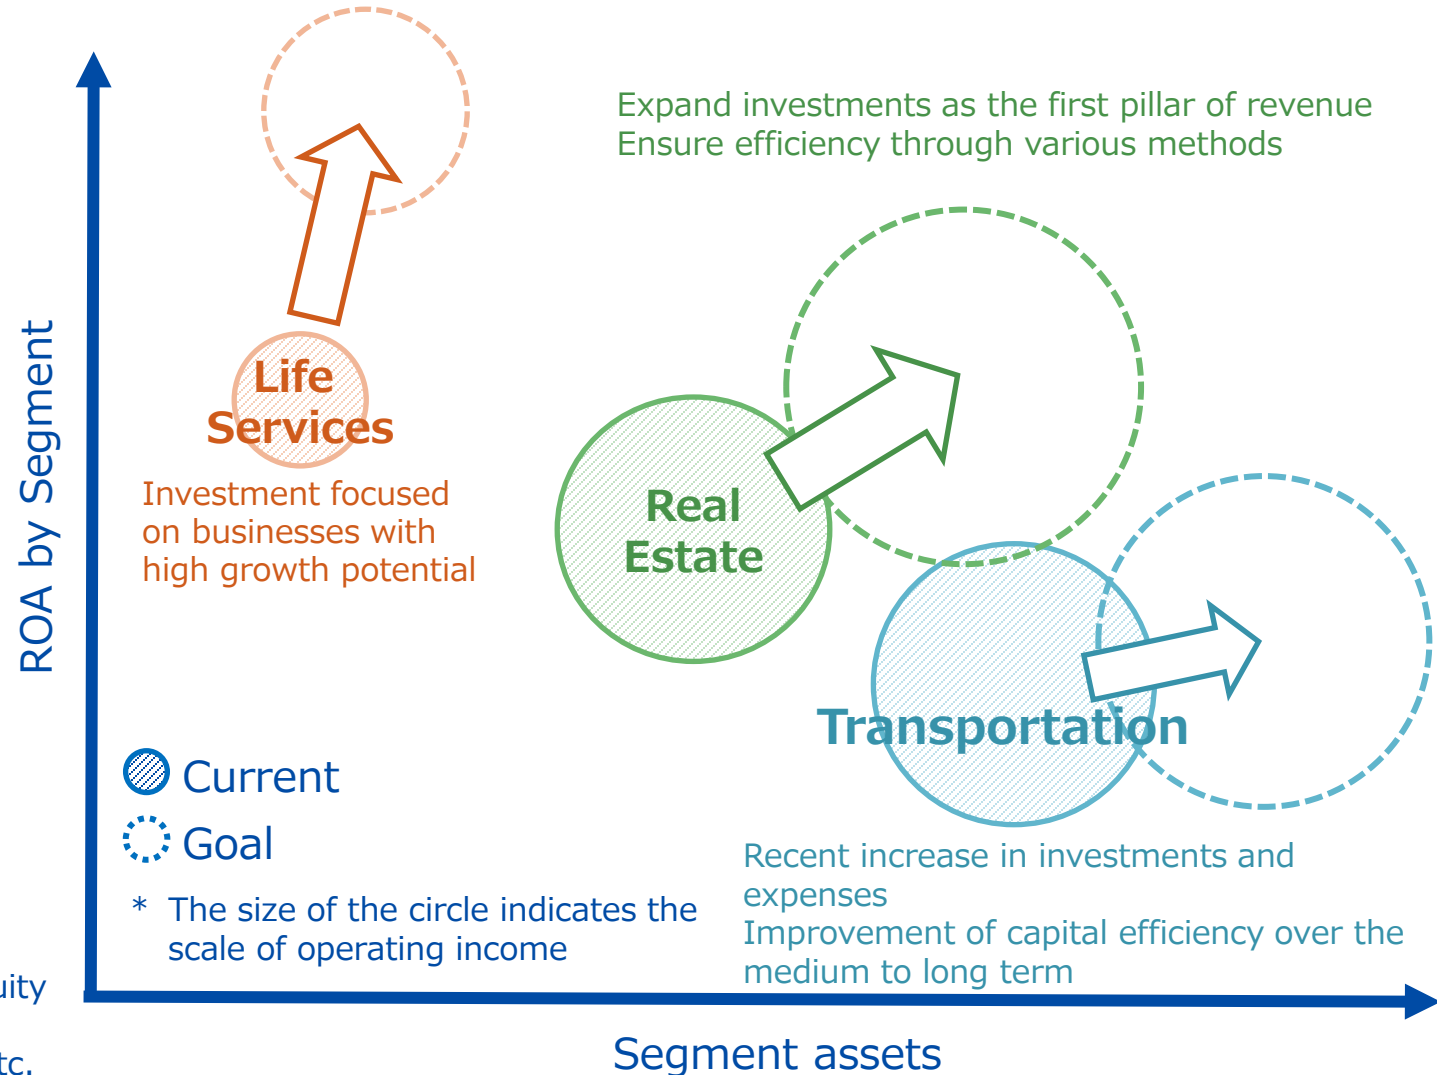 Expand investments as the first pillar of revenue
Ensure efficiency through various methods
ROA by Segment
Life
Services
Investment focused
on businesses with
high growth potential
Real
Estate
Transportation
Current
Goal
* The size of the circle indicates the
scale of operating income
Recent increase in investments and
expenses
Improvement of capital efficiency over the
medium to long term
Segment assets